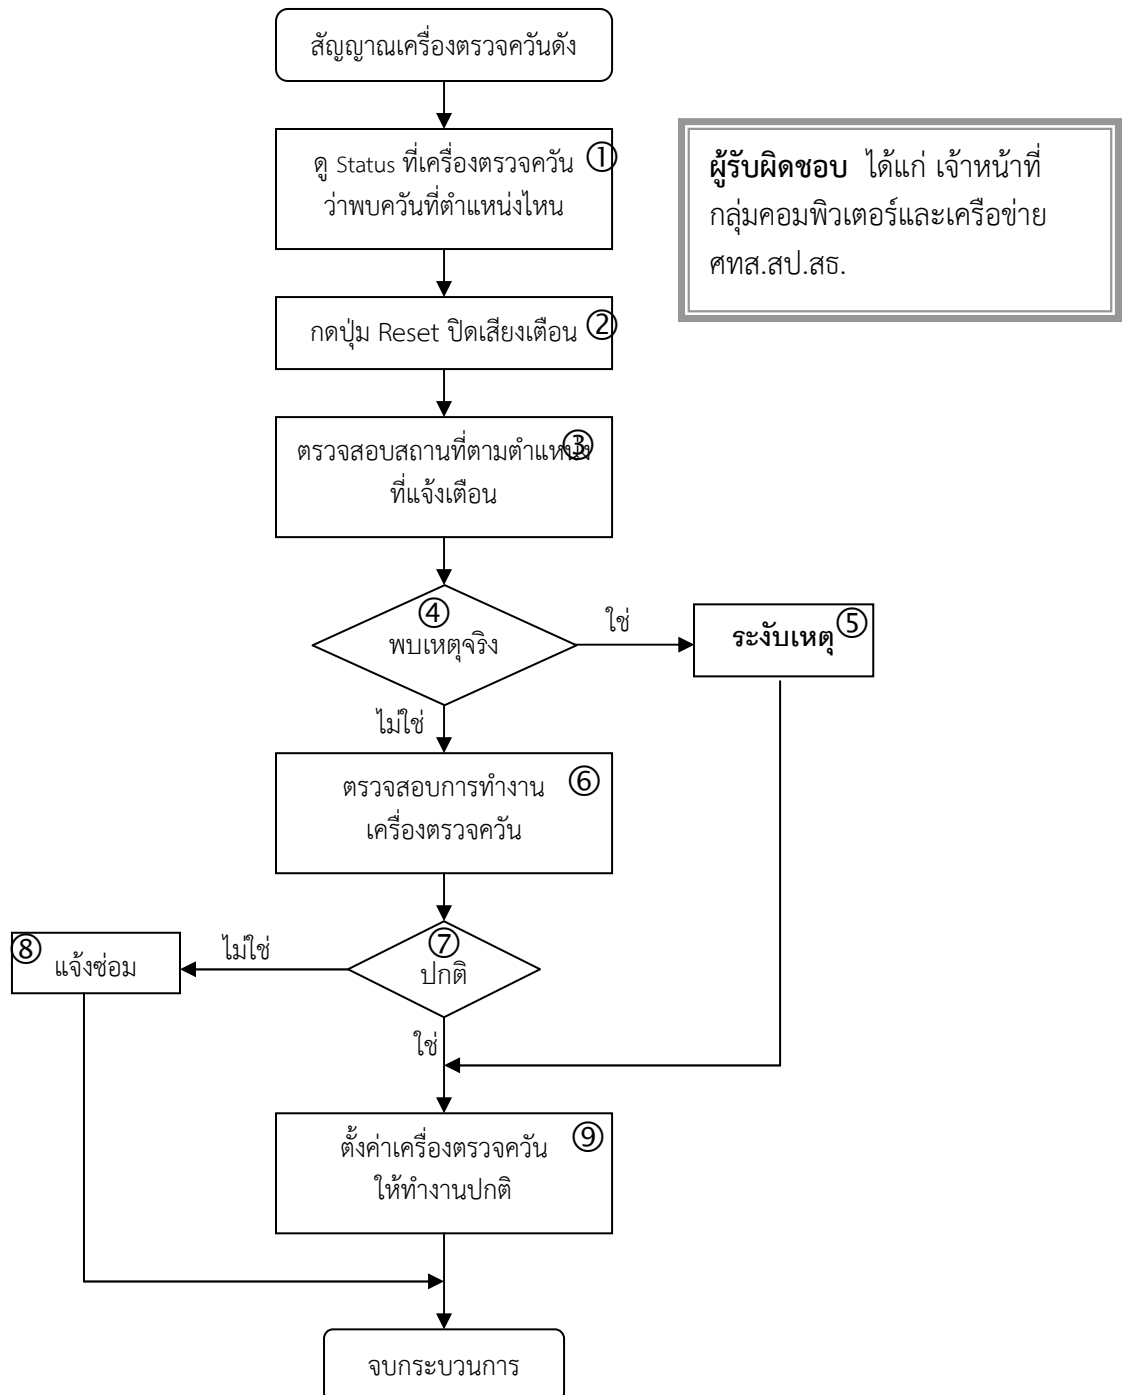 สัญญาณเครื่องตรวจควันดัง
ดู Status ที่เครื่องตรวจควัน ①
ว่าพบควันที่ตำแหน่งไหน
ผู้รับผิดชอบ ได้แก่ เจ้าหน้าที่
กลุ่มคอมพิวเตอร์และเครือข่าย
ศทส.สป.สธ.
กดปุ่ม Reset ปิดเสียงเตือน ②
ตรวจสอบสถานที่ตามตำแหน่ง ③
ที่แจ้งเตือน
④
พบเหตุจริง
ใช่
ระงับเหตุ ⑤
ไม่ใช่
ตรวจสอบการทำงาน ⑥
เครื่องตรวจควัน
⑦
ปกติ
ไม่ใช่
⑧ แจ้งซ่อม
ใช่
ตั้งค่าเครื่องตรวจควัน ⑨
ให้ทำงานปกติ
จบกระบวนการ